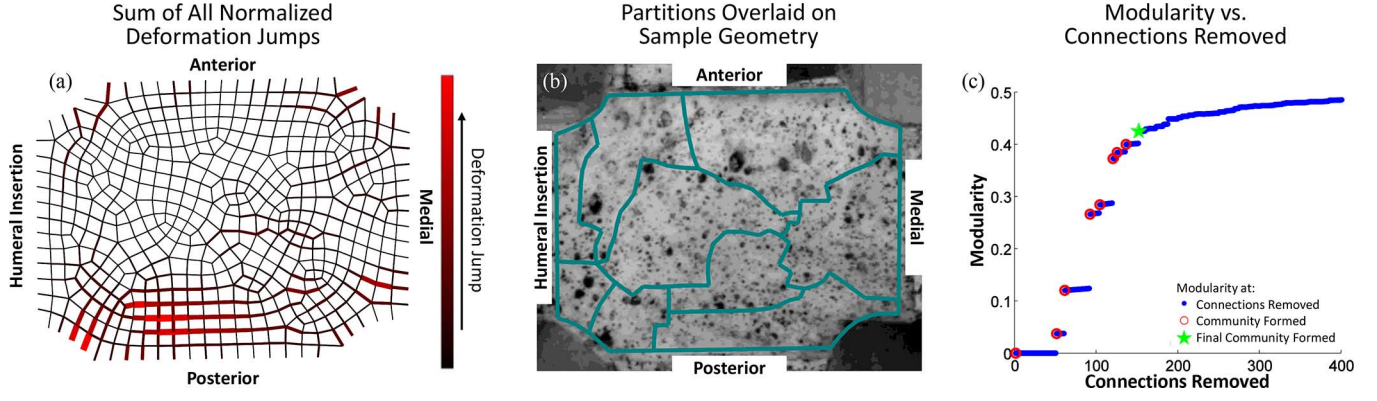 Sum of All Normalized
Deformation Jumps
Anterior
(a)
Humeral Insertion
Medial
Deformation Jump
Posterior
Partitions Overlaid on
Sample Geometry
(b)
Anterior
Humeral Insertion
Medial
Posterior
Modularity vs.
Connections Removed
(c)
Modularity
0.5
0.4
0.3
0.2
0.1
0
Modularity at:
Connections Removed
Community Formed
Final Community Formed
0 100 200 300 400
Connections Removed